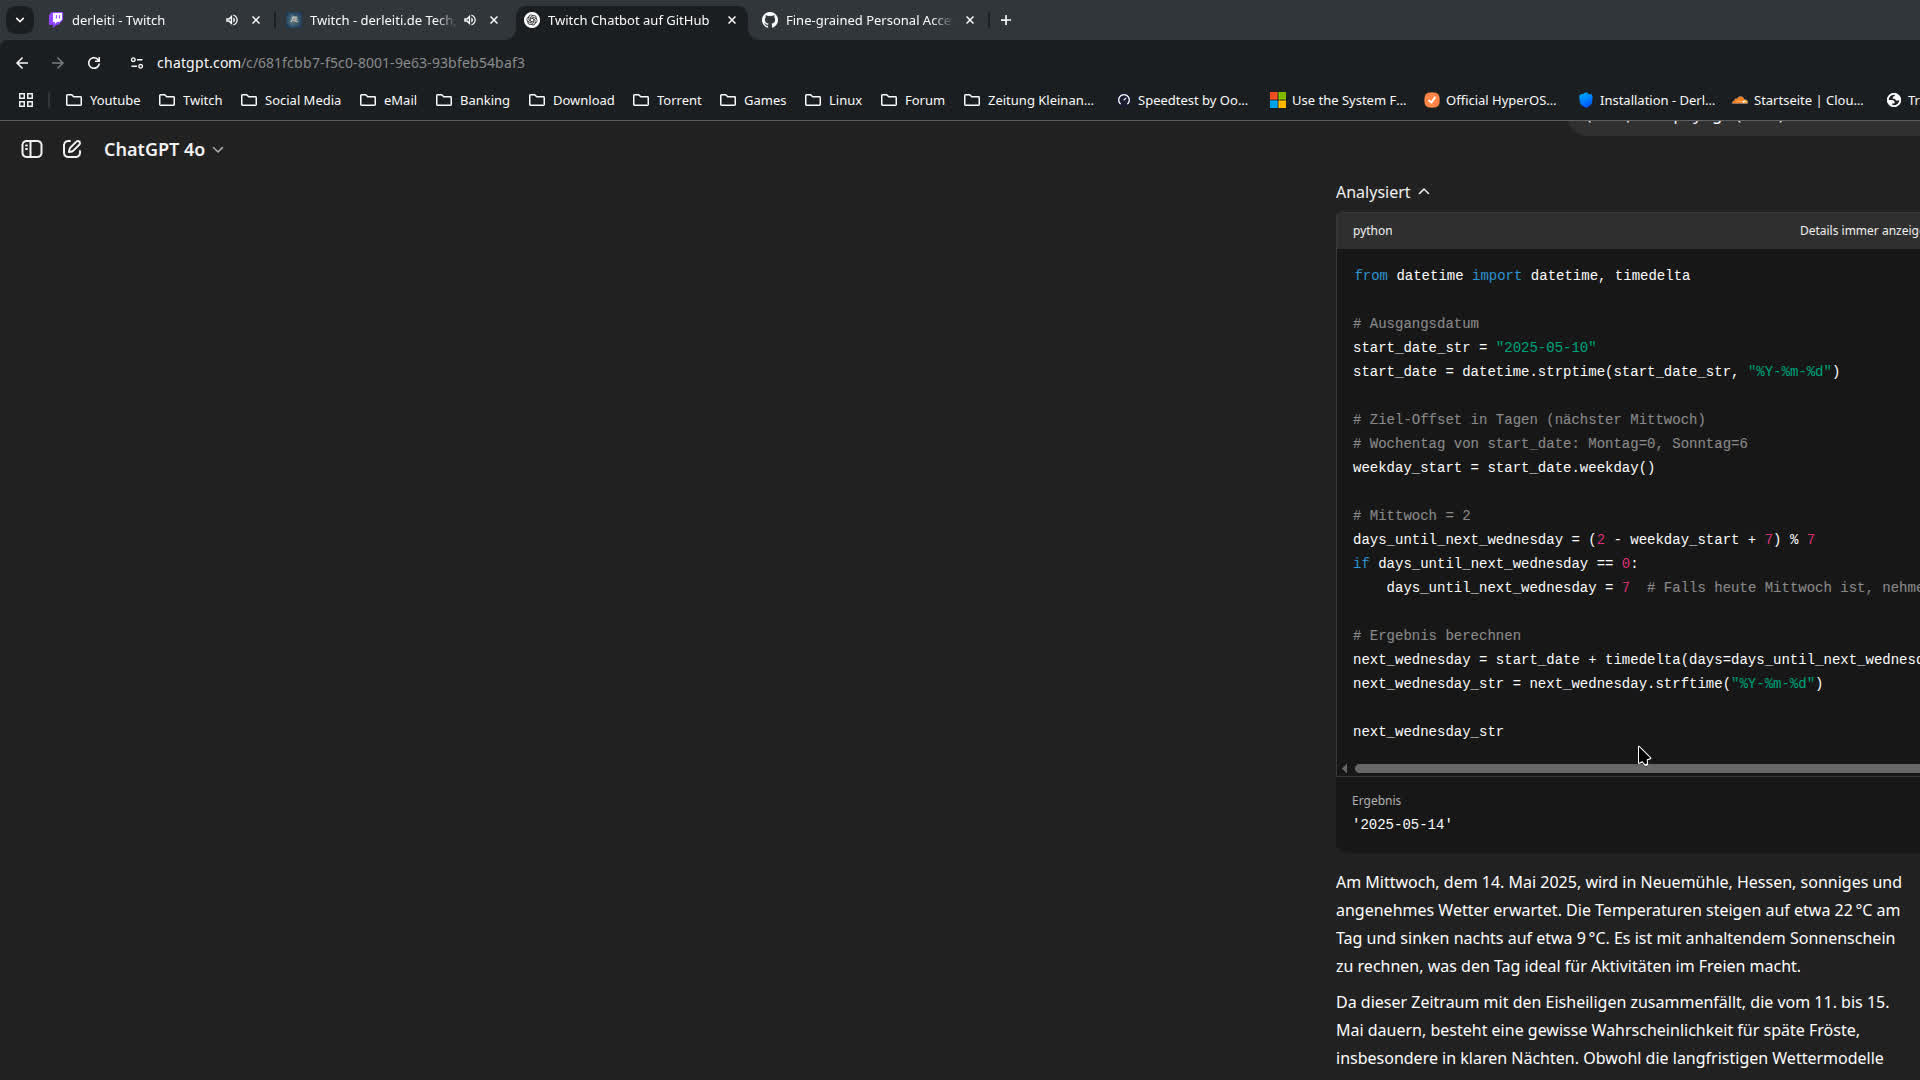 derleiti - Twitch
Twitch - derleiti.de Tech
Twitch Chatbot auf GitHub
Fine-grained Personal Acce
chatgpt.com/c/681fcbb7-f5c0-8001-9e63-93bfeb54baf3
Youtube Twitch Social Media eMail Banking Download Torrent Games Linux Forum Zeitung Kleinan... Speedtest by Oo... Use the System F... Official HyperOS... Installation - Derl... Startseite | Clou... Tr
ChatGPT 4o
Analysiert
python Details immer anzeig
from datetime import datetime, timedelta
# Ausgangsdatum
start_date_str = "2025-05-10"
start_date = datetime.strptime(start_date_str, "%Y-%m-%d")
# Ziel-Offset in Tagen (nächster Mittwoch)
# Wochentag von start_date: Montag=0, Sonntag=6
weekday_start = start_date.weekday()
# Mittwoch = 2
days_until_next_wednesday = (2 - weekday_start + 7) % 7
if days_until_next_wednesday == 0:
    days_until_next_wednesday = 7  # Falls heute Mittwoch ist, nehme
# Ergebnis berechnen
next_wednesday = start_date + timedelta(days=days_until_next_wednesd
next_wednesday_str = next_wednesday.strftime("%Y-%m-%d")
next_wednesday_str
Ergebnis
'2025-05-14'
Am Mittwoch, dem 14. Mai 2025, wird in Neuemühle, Hessen, sonniges und
angenehmes Wetter erwartet. Die Temperaturen steigen auf etwa 22 °C am
Tag und sinken nachts auf etwa 9 °C. Es ist mit anhaltendem Sonnenschein
zu rechnen, was den Tag ideal für Aktivitäten im Freien macht.
Da dieser Zeitraum mit den Eisheiligen zusammenfällt, die vom 11. bis 15.
Mai dauern, besteht eine gewisse Wahrscheinlichkeit für späte Fröste,
insbesondere in klaren Nächten. Obwohl die langfristigen Wettermodelle